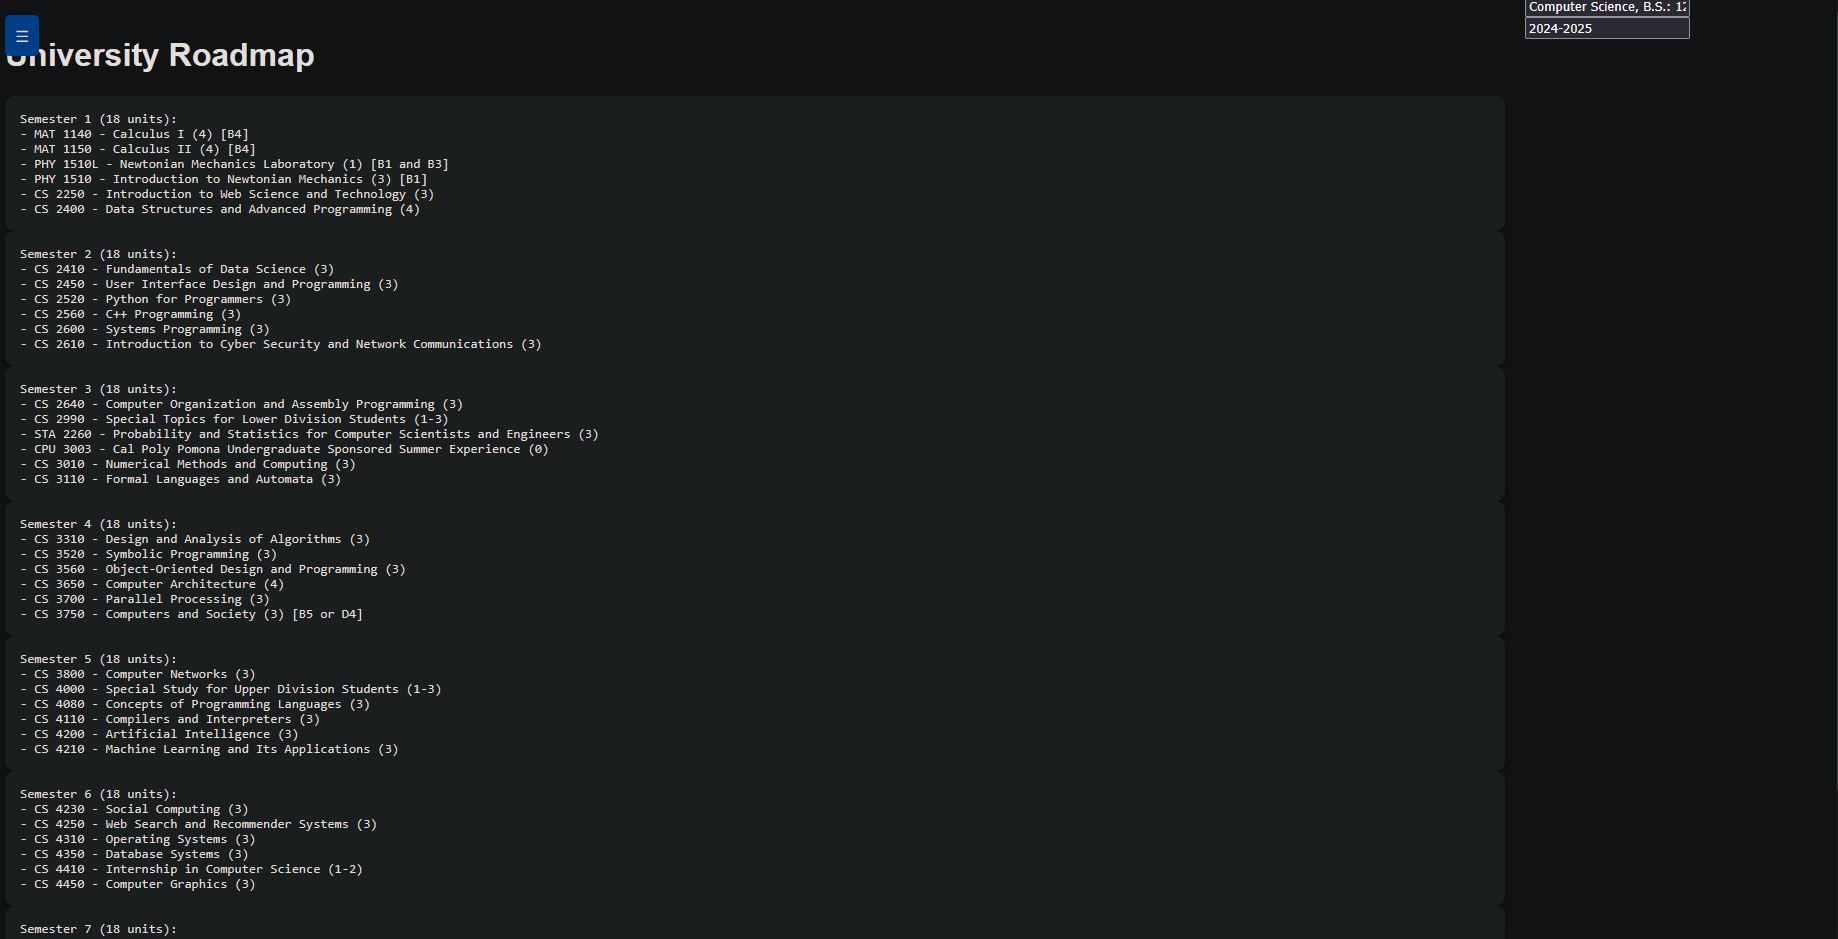 ☰
University Roadmap
Computer Science, B.S.: 12
2024-2025
Semester 1 (18 units):
- MAT 1140 - Calculus I (4) [B4]
- MAT 1150 - Calculus II (4) [B4]
- PHY 1510L - Newtonian Mechanics Laboratory (1) [B1 and B3]
- PHY 1510 - Introduction to Newtonian Mechanics (3) [B1]
- CS 2250 - Introduction to Web Science and Technology (3)
- CS 2400 - Data Structures and Advanced Programming (4)
Semester 2 (18 units):
- CS 2410 - Fundamentals of Data Science (3)
- CS 2450 - User Interface Design and Programming (3)
- CS 2520 - Python for Programmers (3)
- CS 2560 - C++ Programming (3)
- CS 2600 - Systems Programming (3)
- CS 2610 - Introduction to Cyber Security and Network Communications (3)
Semester 3 (18 units):
- CS 2640 - Computer Organization and Assembly Programming (3)
- CS 2990 - Special Topics for Lower Division Students (1-3)
- STA 2260 - Probability and Statistics for Computer Scientists and Engineers (3)
- CPU 3003 - Cal Poly Pomona Undergraduate Sponsored Summer Experience (0)
- CS 3010 - Numerical Methods and Computing (3)
- CS 3110 - Formal Languages and Automata (3)
Semester 4 (18 units):
- CS 3310 - Design and Analysis of Algorithms (3)
- CS 3520 - Symbolic Programming (3)
- CS 3560 - Object-Oriented Design and Programming (3)
- CS 3650 - Computer Architecture (4)
- CS 3700 - Parallel Processing (3)
- CS 3750 - Computers and Society (3) [B5 or D4]
Semester 5 (18 units):
- CS 3800 - Computer Networks (3)
- CS 4000 - Special Study for Upper Division Students (1-3)
- CS 4080 - Concepts of Programming Languages (3)
- CS 4110 - Compilers and Interpreters (3)
- CS 4200 - Artificial Intelligence (3)
- CS 4210 - Machine Learning and Its Applications (3)
Semester 6 (18 units):
- CS 4230 - Social Computing (3)
- CS 4250 - Web Search and Recommender Systems (3)
- CS 4310 - Operating Systems (3)
- CS 4350 - Database Systems (3)
- CS 4410 - Internship in Computer Science (1-2)
- CS 4450 - Computer Graphics (3)
Semester 7 (18 units):